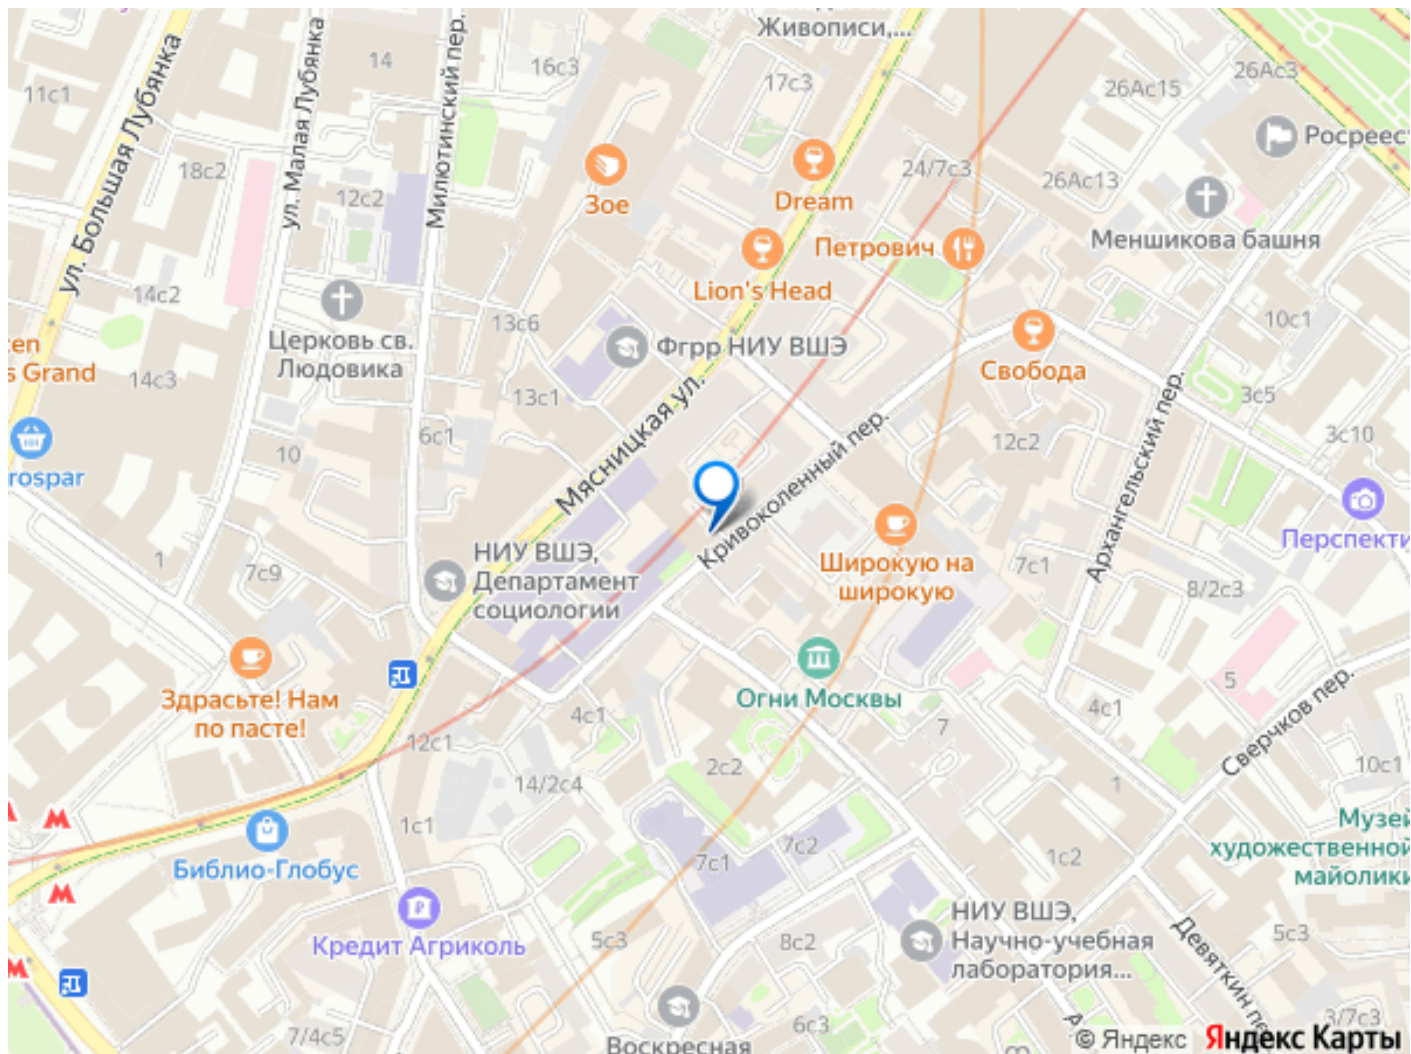 Живописи,...
17с3
16с3
14
11с1
ул. Большая Лубянка
ул. Малая Лубянка
Милютинский пер.
18с2
12с2
26Ас3
26Ас15
Росреест
24/7с3
26Ас13
Зое
Dream
Петрович
Меншикова башня
Lion's Head
14с2
Церковь св.
Людовика
13с6
Фгрр НИУ ВШЭ
10с1
Свобода
s Grand
14с3
13с1
Мясницкая ул.
3с5
6с1
10
rospar
Кривоколенный пер.
12с2
Архангельский пер.
3с10
Перспекти
НИУ ВШЭ,
Департамент
социологии
Широкую на
широкую
7с1
8/2с3
1
7с9
Здрасьте! Нам
по пасте!
Огни Москвы
5
4с1
4с1
7
Сверчков пер.
12с1
2с2
14/2с4
1
10с1
1с1
Библио-Глобус
7с1
7с2
1с2
Музей
художественной
майолики
Кредит Агриколь
5с3
8с2
НИУ ВШЭ,
Научно-учебная
лаборатория...
Девяткин пе
5с3
7/4с5
Воскресная
6с3
3/7с3
© Яндекс Яндекс Карты